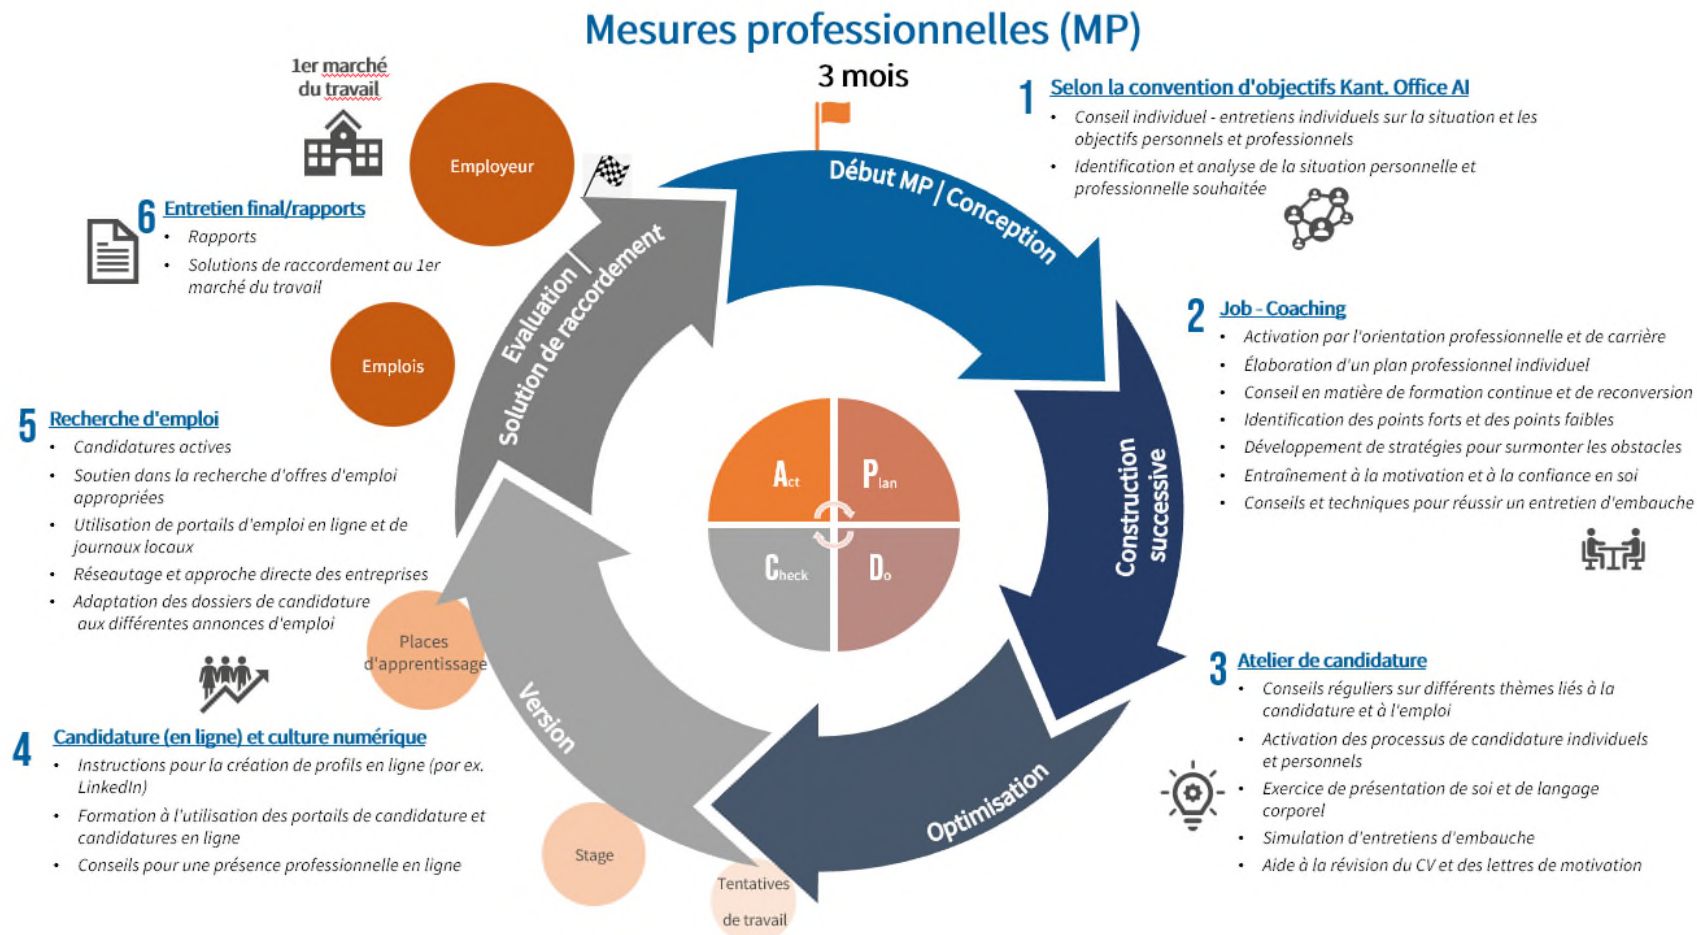 Mesures professionnelles (MP)
3 mois
1er marché
du travail
Employeur
Emplois
Places
d'apprentissage
Stage
Tentatives
de travail
Début MP | Conception
Construction
successive
Optimisation
Version
Evaluation |
Solution de raccordement
Act
Plan
Check
Do
1 Selon la convention d'objectifs Kant. Office AI
• Conseil individuel - entretiens individuels sur la situation et les
objectifs personnels et professionnels
• Identification et analyse de la situation personnelle et
professionnelle souhaitée
2 Job - Coaching
• Activation par l'orientation professionnelle et de carrière
• Élaboration d'un plan professionnel individuel
• Conseil en matière de formation continue et de reconversion
• Identification des points forts et des points faibles
• Développement de stratégies pour surmonter les obstacles
• Entraînement à la motivation et à la confiance en soi
• Conseils et techniques pour réussir un entretien d'embauche
3 Atelier de candidature
• Conseils réguliers sur différents thèmes liés à la
candidature et à l'emploi
• Activation des processus de candidature individuels
et personnels
• Exercice de présentation de soi et de langage
corporel
• Simulation d'entretiens d'embauche
• Aide à la révision du CV et des lettres de motivation
4 Candidature (en ligne) et culture numérique
• Instructions pour la création de profils en ligne (par ex.
LinkedIn)
• Formation à l'utilisation des portails de candidature et
candidatures en ligne
• Conseils pour une présence professionnelle en ligne
5 Recherche d'emploi
• Candidatures actives
• Soutien dans la recherche d'offres d'emploi
appropriées
• Utilisation de portails d'emploi en ligne et de
journaux locaux
• Réseautage et approche directe des entreprises
• Adaptation des dossiers de candidature
aux différentes annonces d'emploi
6 Entretien final/rapports
• Rapports
• Solutions de raccordement au 1er
marché du travail